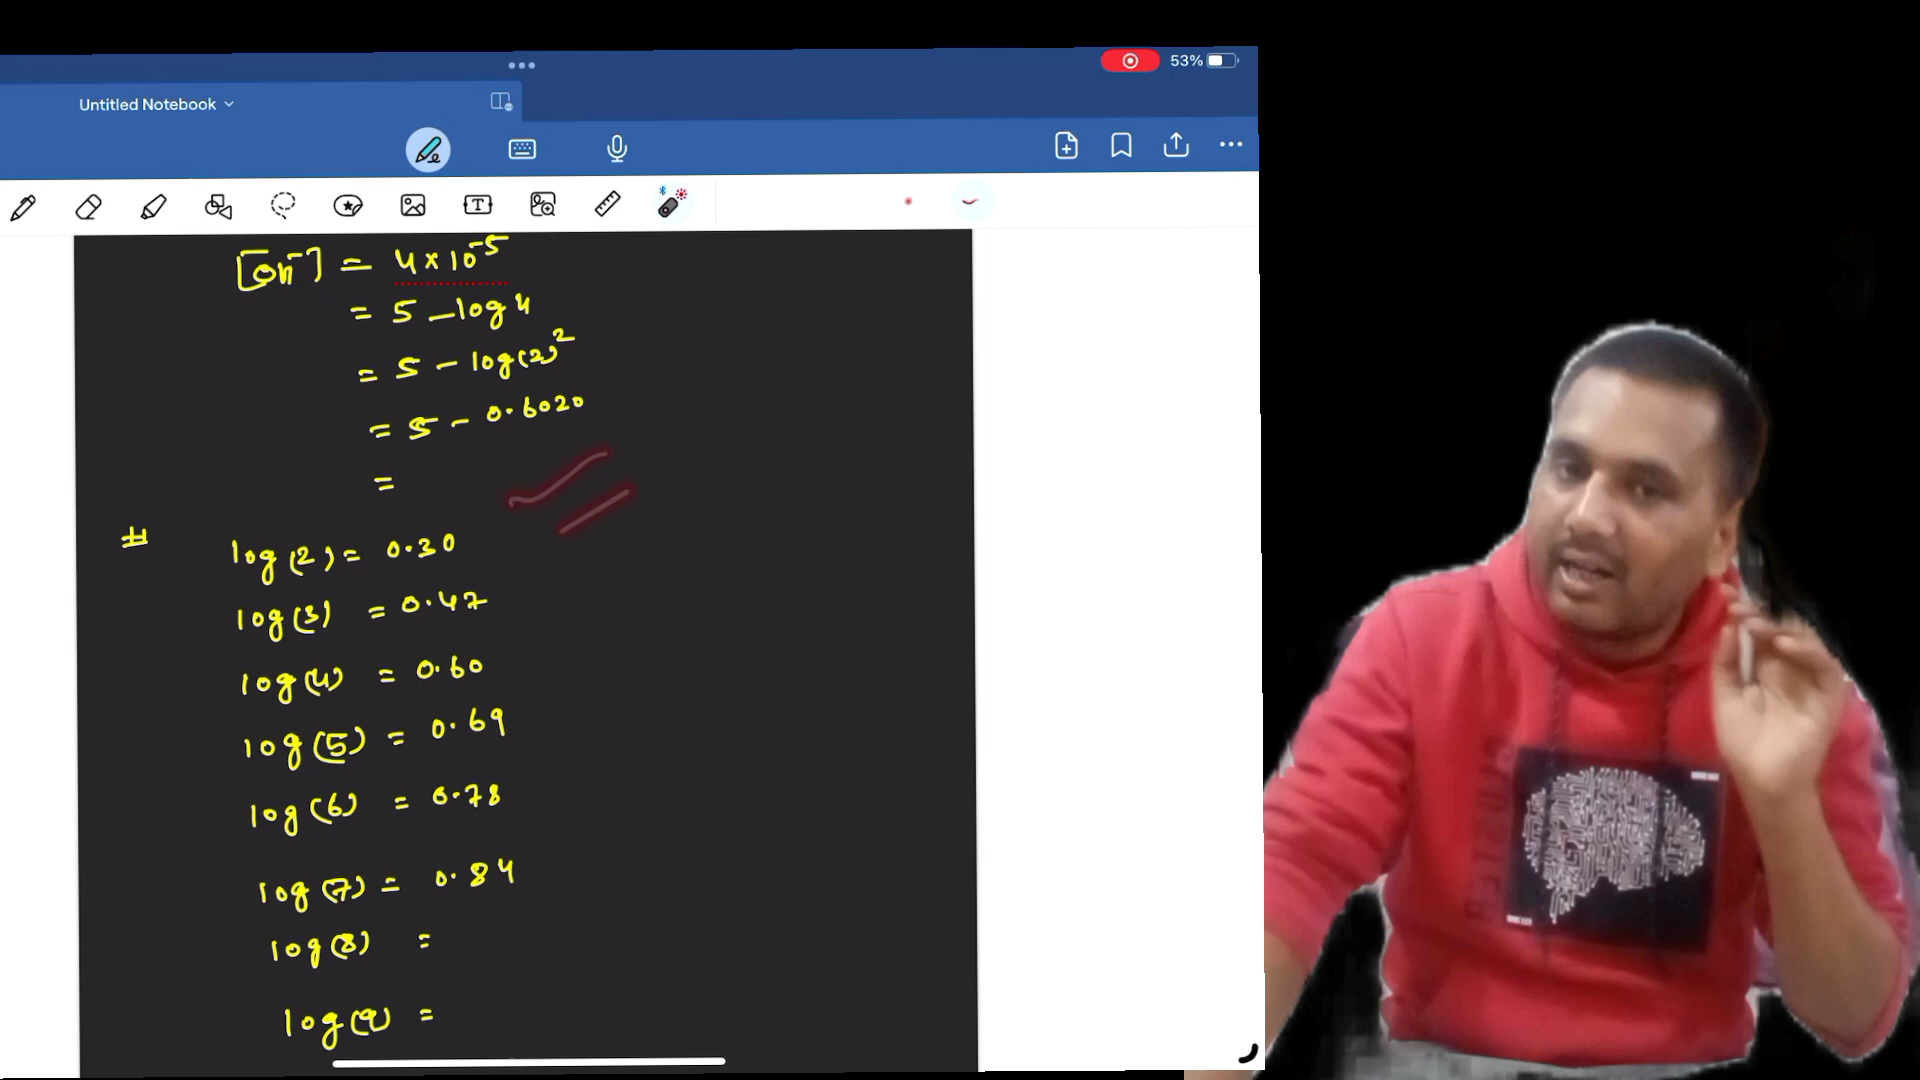 53%
Untitled Notebook
[OH⁻] = 4 × 10⁻⁵
= 5 – log 4
= 5 – log(2)²
= 5 – 0.6020
=
# log(2) = 0.30
log(3) = 0.47
log(4) = 0.60
log(5) = 0.69
log(6) = 0.78
log(7) = 0.84
log(8) =
log(9) =